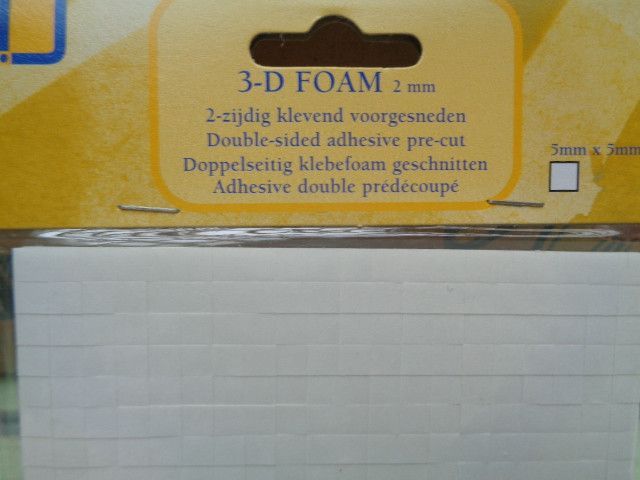 3-D FOAM 2 mm
2-zijdig klevend voorgesneden
Double-sided adhesive pre-cut
Doppelseitig klebefoam geschnitten
Adhesive double prédécoupé
5mm x 5mm